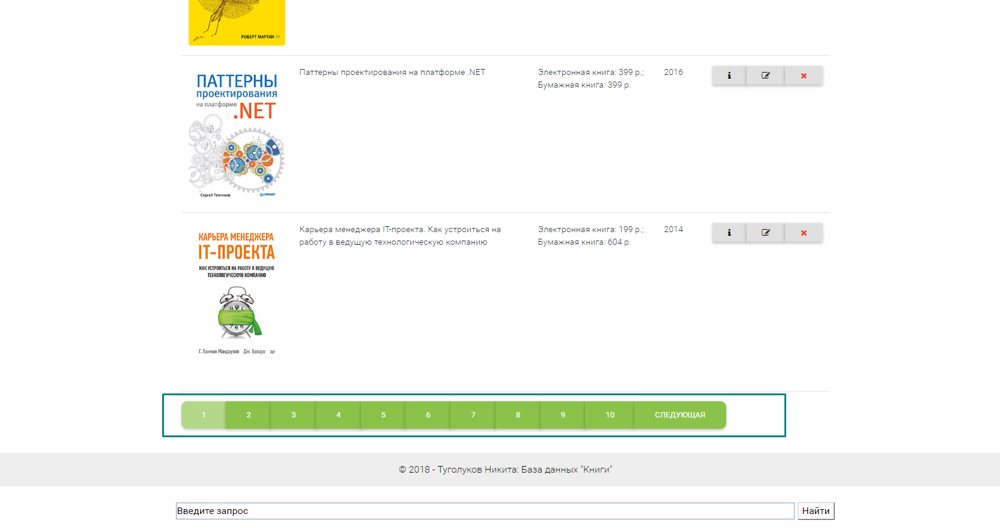 РОБЕРТ МАРТИН
ПАТТЕРНЫ
проектирования
на платформе
.NET
Сергей Тепляков
ПИТЕР
Паттерны проектирования на платформе .NET
Электронная книга: 399 р.;
Бумажная книга: 399 р.
2016
КАРЬЕРА МЕНЕДЖЕРА
IT-ПРОЕКТА
КАК УСТРОИТЬСЯ НА РАБОТУ В ВЕДУЩУЮ
ТЕХНОЛОГИЧЕСКУЮ КОМПАНИЮ
Г. Лакман Макдауэлл Дж. Баваро
Карьера менеджера IT-проекта. Как устроиться на
работу в ведущую технологическую компанию
Электронная книга: 199 р.;
Бумажная книга: 604 р.
2014
1 2 3 4 5 6 7 8 9 10 СЛЕДУЮЩАЯ
© 2018 - Туголуков Никита: База данных "Книги"
Введите запрос Найти